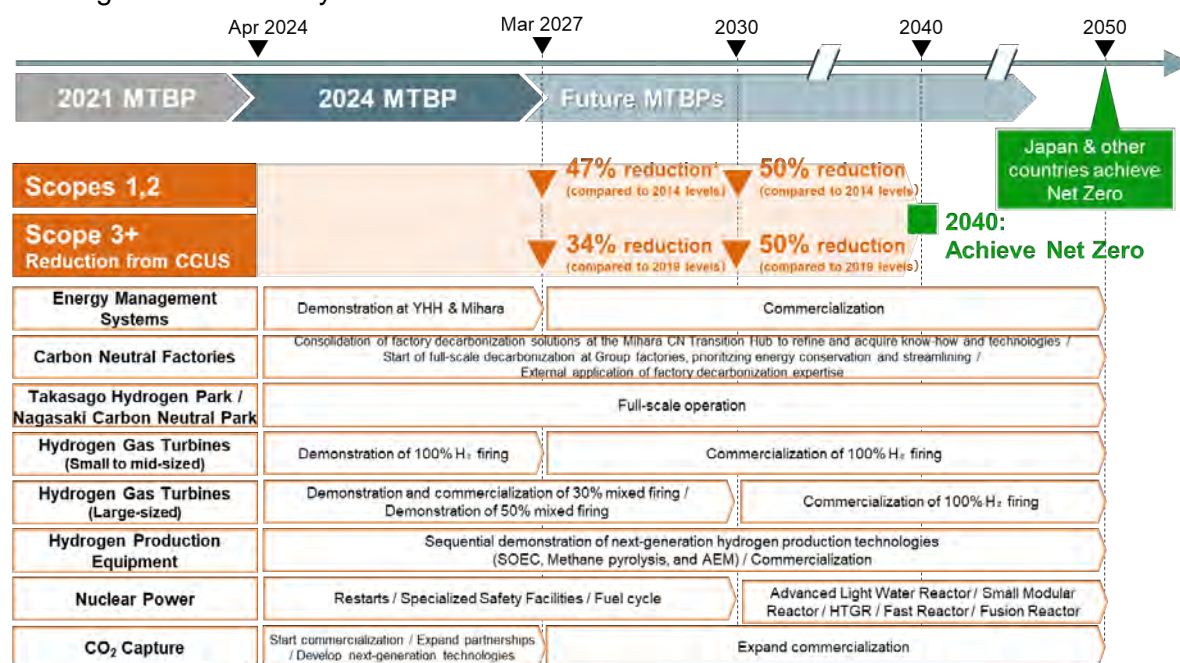 Apr 2024
Mar 2027
2030
2040
2050
2021 MTBP
2024 MTBP
Future MTBPs
Japan & other
countries achieve
Net Zero
Scopes 1,2
47% reduction*
(compared to 2014 levels)
50% reduction
(compared to 2014 levels)
Scope 3+
Reduction from CCUS
34% reduction
(compared to 2019 levels)
50% reduction
(compared to 2019 levels)
2040:
Achieve Net Zero
Energy Management
Systems
Demonstration at YHH & Mihara
Commercialization
Carbon Neutral Factories
Consolidation of factory decarbonization solutions at the Mihara CN Transition Hub to refine and acquire know-how and technologies /
Start of full-scale decarbonization at Group factories, prioritizing energy conservation and streamlining /
External application of factory decarbonization expertise
Takasago Hydrogen Park /
Nagasaki Carbon Neutral Park
Full-scale operation
Hydrogen Gas Turbines
(Small to mid-sized)
Demonstration of 100% H₂ firing
Commercialization of 100% H₂ firing
Hydrogen Gas Turbines
(Large-sized)
Demonstration and commercialization of 30% mixed firing /
Demonstration of 50% mixed firing
Commercialization of 100% H₂ firing
Hydrogen Production
Equipment
Sequential demonstration of next-generation hydrogen production technologies
(SOEC, Methane pyrolysis, and AEM) / Commercialization
Nuclear Power
Restarts / Specialized Safety Facilities / Fuel cycle
Advanced Light Water Reactor / Small Modular
Reactor / HTGR / Fast Reactor / Fusion Reactor
CO₂ Capture
Start commercialization / Expand partnerships
/ Develop next-generation technologies
Expand commercialization